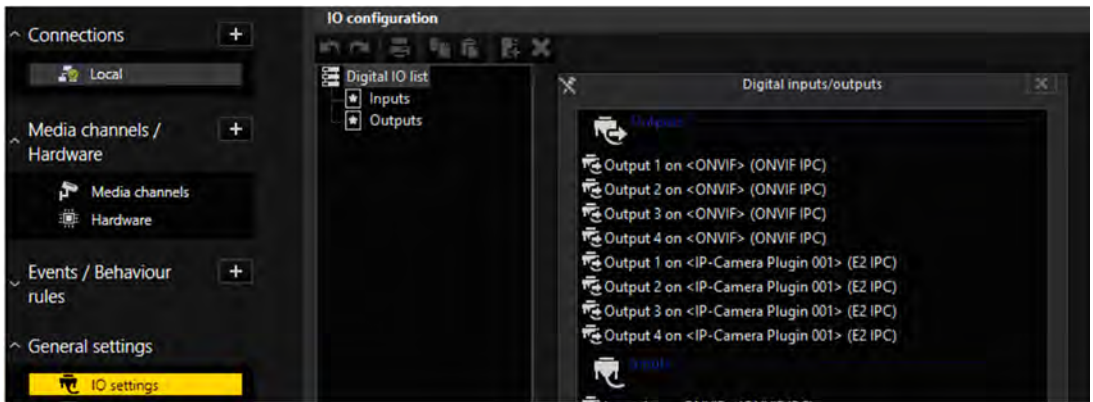 IO configuration
Connections
Local
Media channels /
Hardware
Media channels
Hardware
Events / Behaviour
rules
General settings
IO settings
Digital IO list
Inputs
Outputs
Digital inputs/outputs
Outputs
Output 1 on <ONVIF> (ONVIF IPC)
Output 2 on <ONVIF> (ONVIF IPC)
Output 3 on <ONVIF> (ONVIF IPC)
Output 4 on <ONVIF> (ONVIF IPC)
Output 1 on <IP-Camera Plugin 001> (E2 IPC)
Output 2 on <IP-Camera Plugin 001> (E2 IPC)
Output 3 on <IP-Camera Plugin 001> (E2 IPC)
Output 4 on <IP-Camera Plugin 001> (E2 IPC)